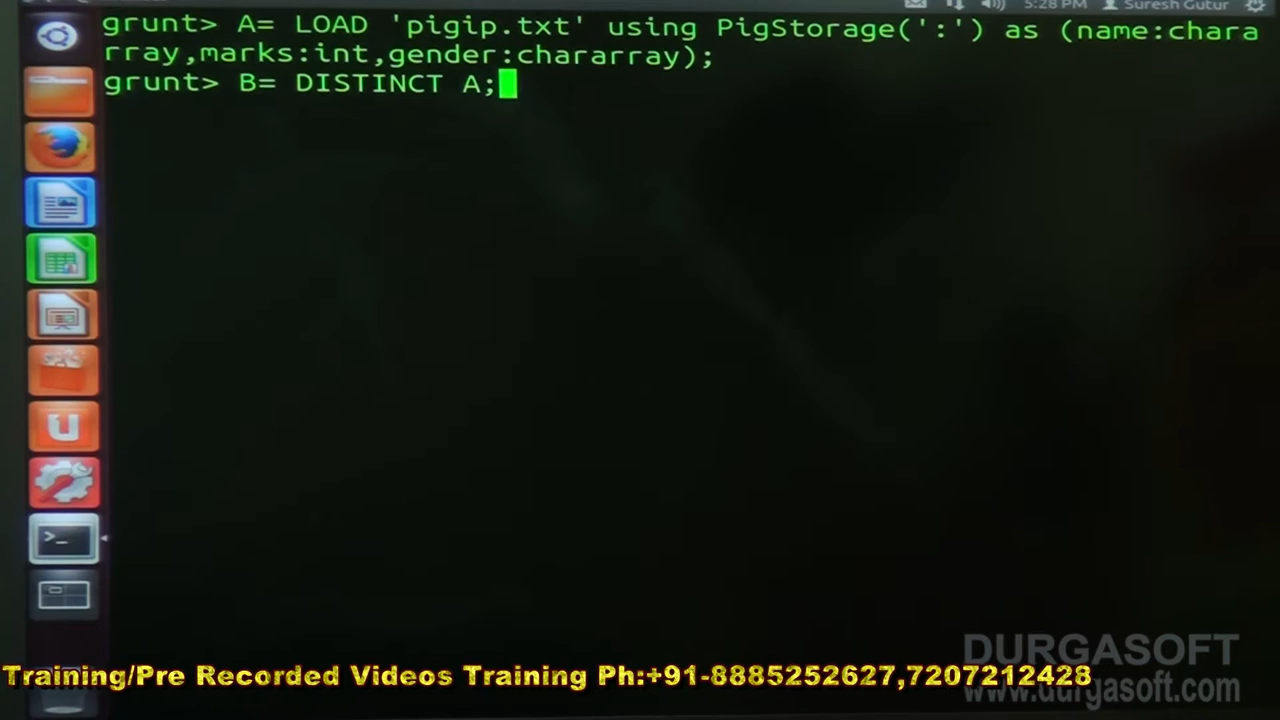 5:28 PM Suresh Gutur
grunt> A= LOAD 'pigip.txt' using PigStorage(':') as (name:chara
rray,marks:int,gender:chararray);
grunt> B= DISTINCT A;
>_
DURGASOFT
www.durgasoft.com
Training/Pre Recorded Videos Training Ph:+91-8885252627,7207212428